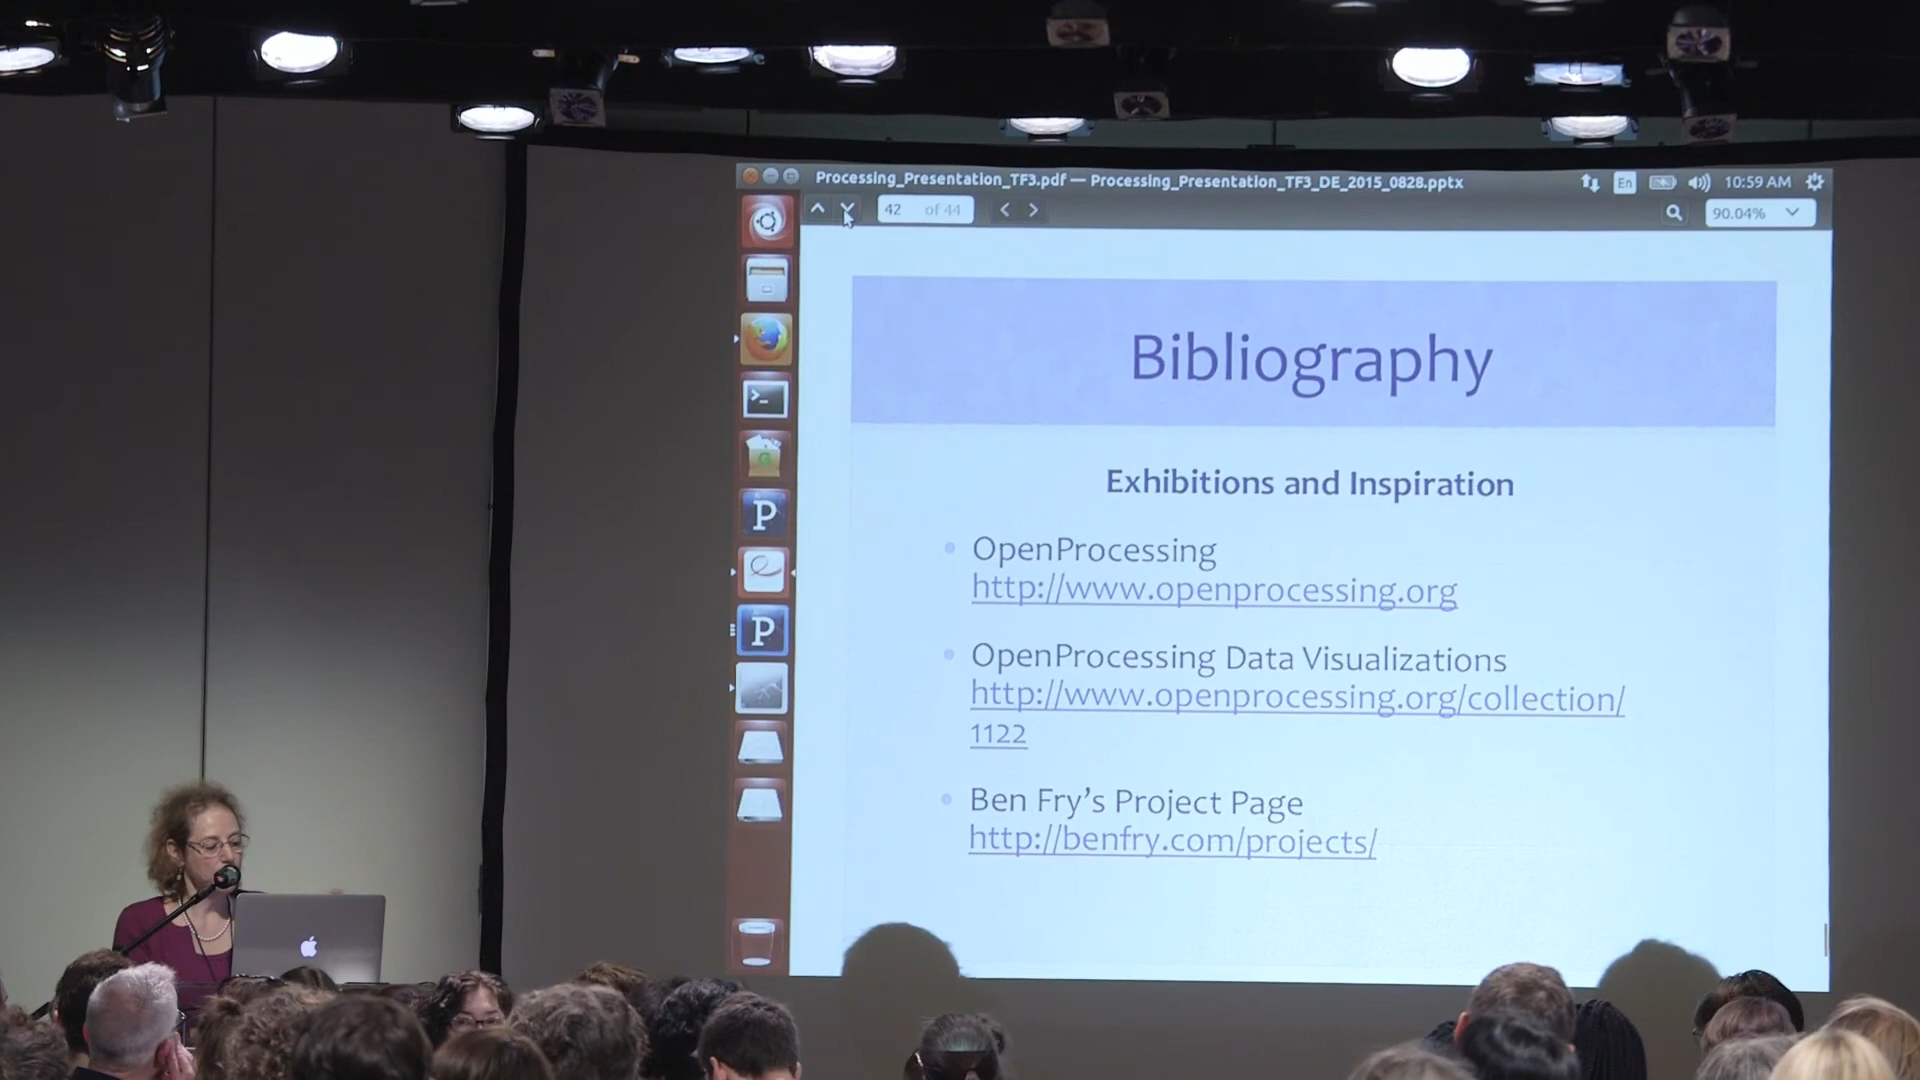 Processing_Presentation_TF3.pdf — Processing_Presentation_TF3_DE_2015_0828.pptx
En
10:59 AM
42 of 44
90.04%
Bibliography
Exhibitions and Inspiration
OpenProcessing
http://www.openprocessing.org
OpenProcessing Data Visualizations
http://www.openprocessing.org/collection/
1122
Ben Fry's Project Page
http://benfry.com/projects/
P
P